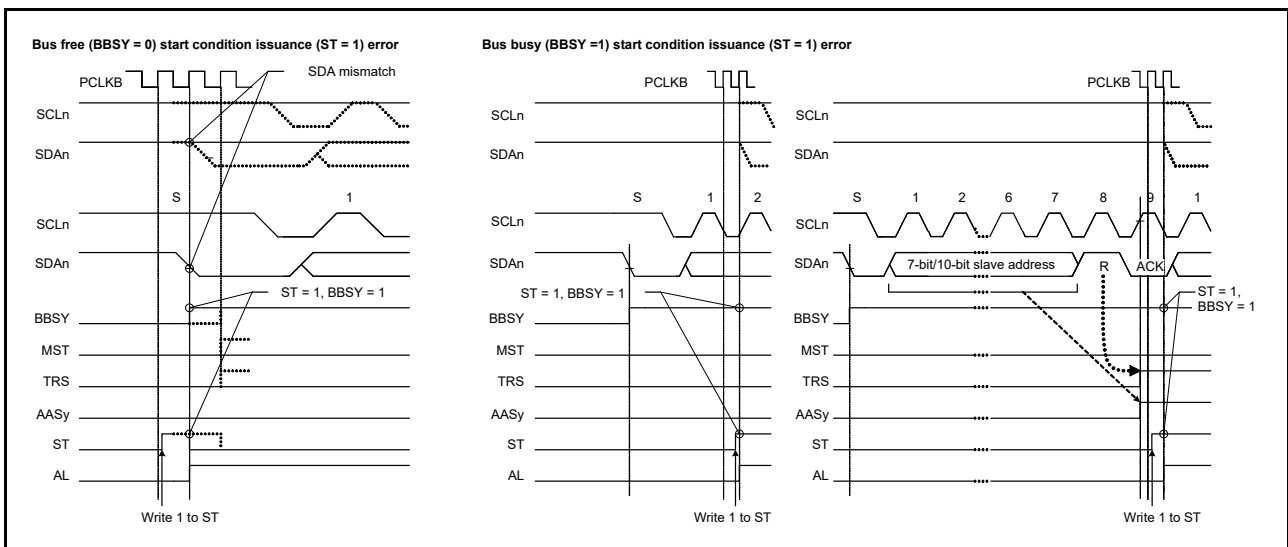 Bus free (BBSY = 0) start condition issuance (ST = 1) error
PCLKB
SDA mismatch
SCLn
SDAn
S 1
SCLn
SDAn
ST = 1, BBSY = 1
BBSY
MST
TRS
AASy
ST
AL
Write 1 to ST
Bus busy (BBSY =1) start condition issuance (ST = 1) error
PCLKB
SCLn
SDAn
S 1 2
SCLn
SDAn
ST = 1, BBSY = 1
BBSY
MST
TRS
AASy
ST
AL
Write 1 to ST
PCLKB
SCLn
SDAn
S 1 2 6 7 8 9 1
SCLn
SDAn
7-bit/10-bit slave address R ACK
ST = 1,
BBSY = 1
BBSY
MST
TRS
AASy
ST
AL
Write 1 to ST